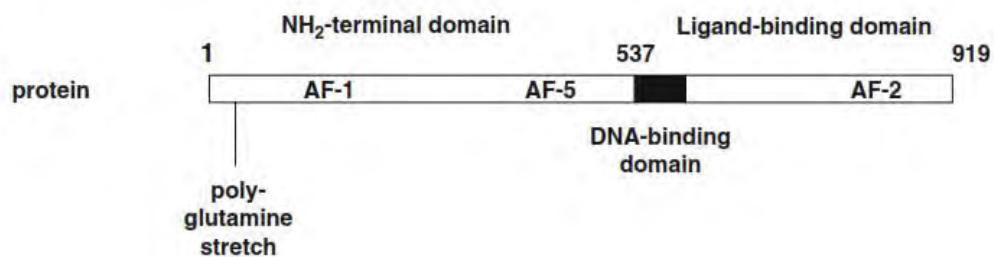 NH₂-terminal domain Ligand-binding domain
1 537 919
protein AF-1 AF-5 AF-2
DNA-binding
domain
poly-
glutamine
stretch